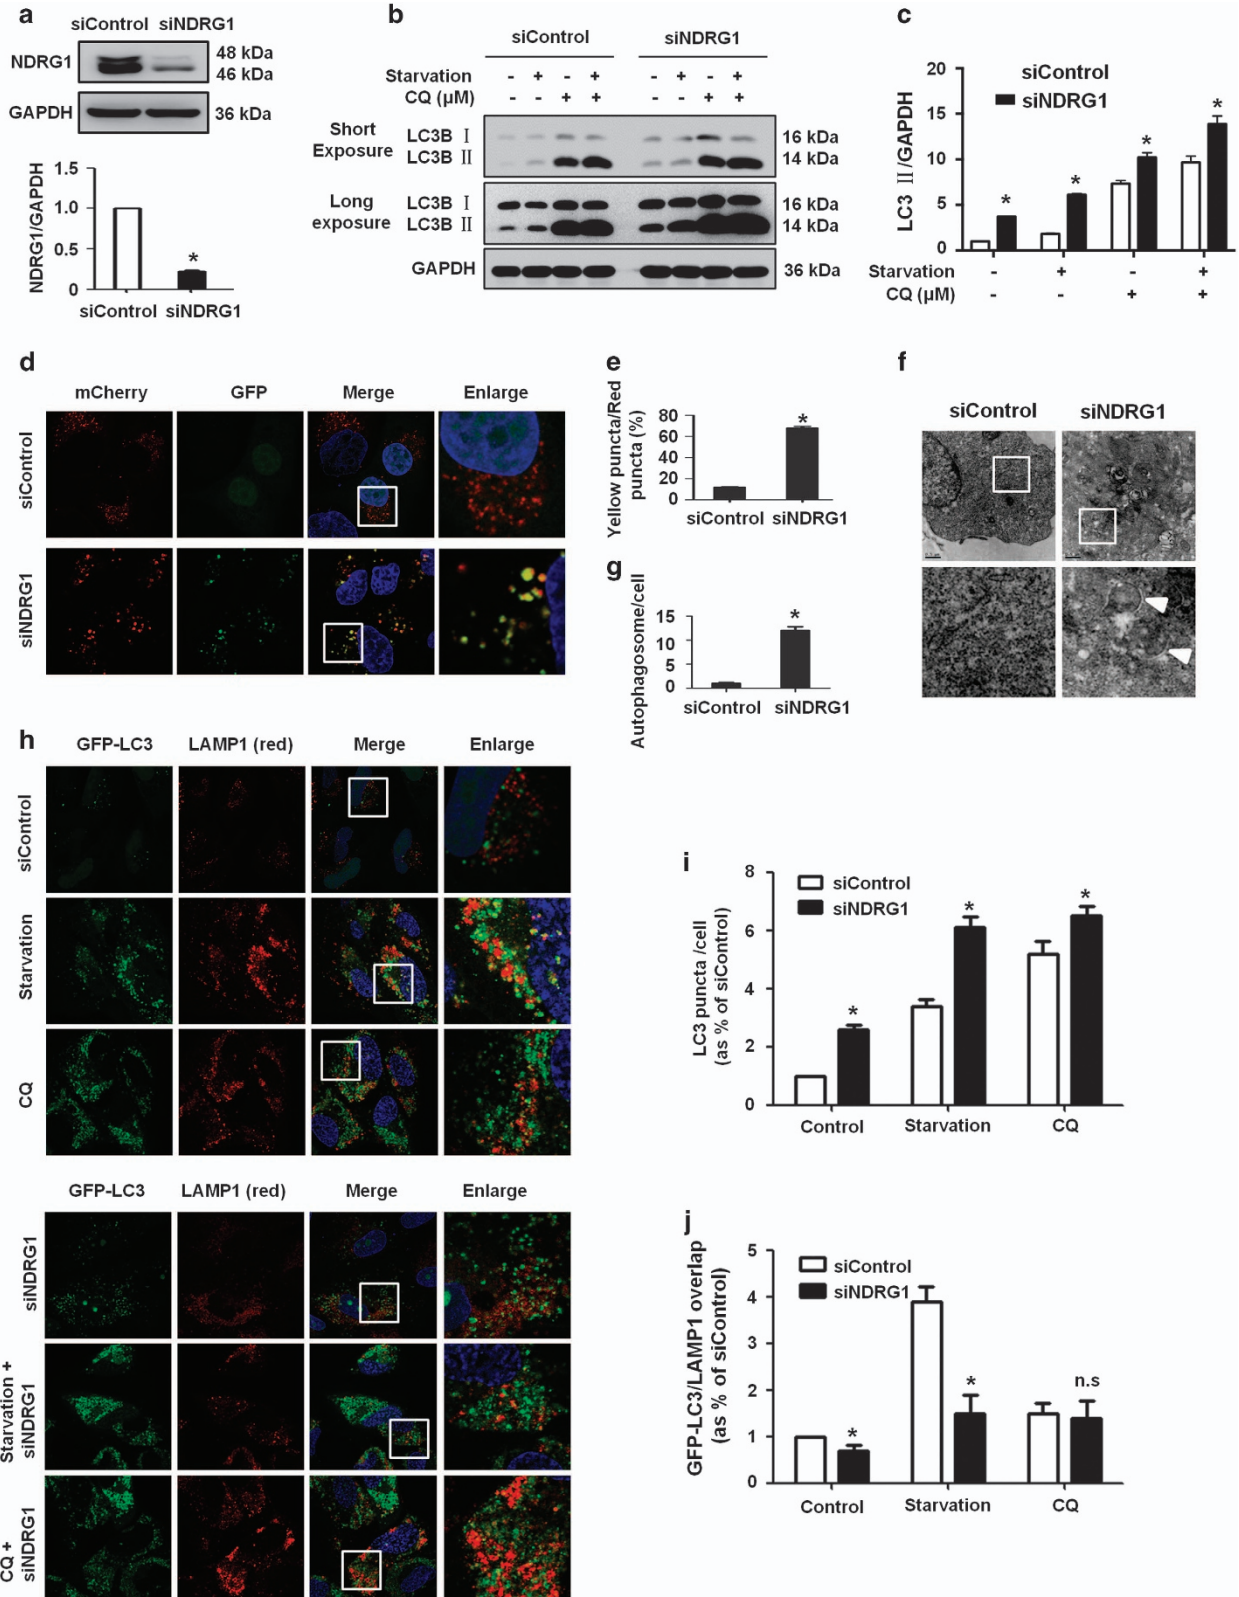 a
siControl siNDRG1
NDRG1
48 kDa
46 kDa
GAPDH
36 kDa
NDRG1/GAPDH
1.5
1.0
0.5
0
*
siControl siNDRG1
b
siControl siNDRG1
Starvation - + - + - + - +
CQ (µM) - - + + - - + +
Short
Exposure
LC3B I
16 kDa
LC3B II
14 kDa
Long
exposure
LC3B I
16 kDa
LC3B II
14 kDa
GAPDH
36 kDa
c
LC3 II/GAPDH
20
15
10
5
0
siControl
siNDRG1
* * * *
Starvation - + - +
CQ (µM) - - + +
d
mCherry GFP Merge Enlarge
siControl
siNDRG1
e
Yellow puncta/Red
puncta (%)
80
60
40
20
0
*
siControl siNDRG1
f
siControl siNDRG1
g
Autophagosome/cell
15
10
5
0
*
siControl siNDRG1
h
GFP-LC3 LAMP1 (red) Merge Enlarge
siControl
Starvation
CQ
GFP-LC3 LAMP1 (red) Merge Enlarge
siNDRG1
Starvation +
siNDRG1
CQ +
siNDRG1
i
LC3 puncta /cell
(as % of siControl)
8
6
4
2
0
siControl
siNDRG1
* * *
Control Starvation CQ
j
GFP-LC3/LAMP1 overlap
(as % of siControl)
5
4
3
2
1
0
siControl
siNDRG1
* * n.s
Control Starvation CQ